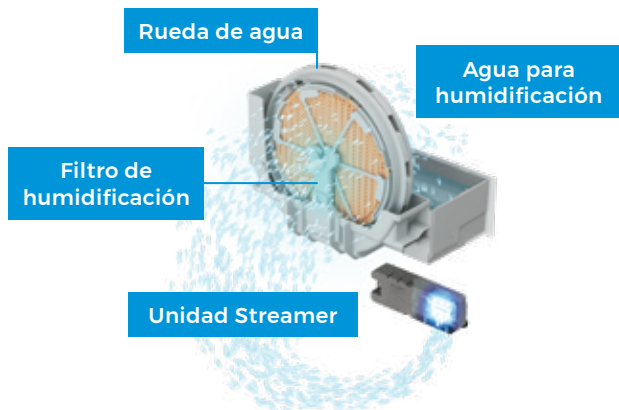 Rueda de agua
Agua para
humidificación
Filtro de
humidificación
Unidad Streamer